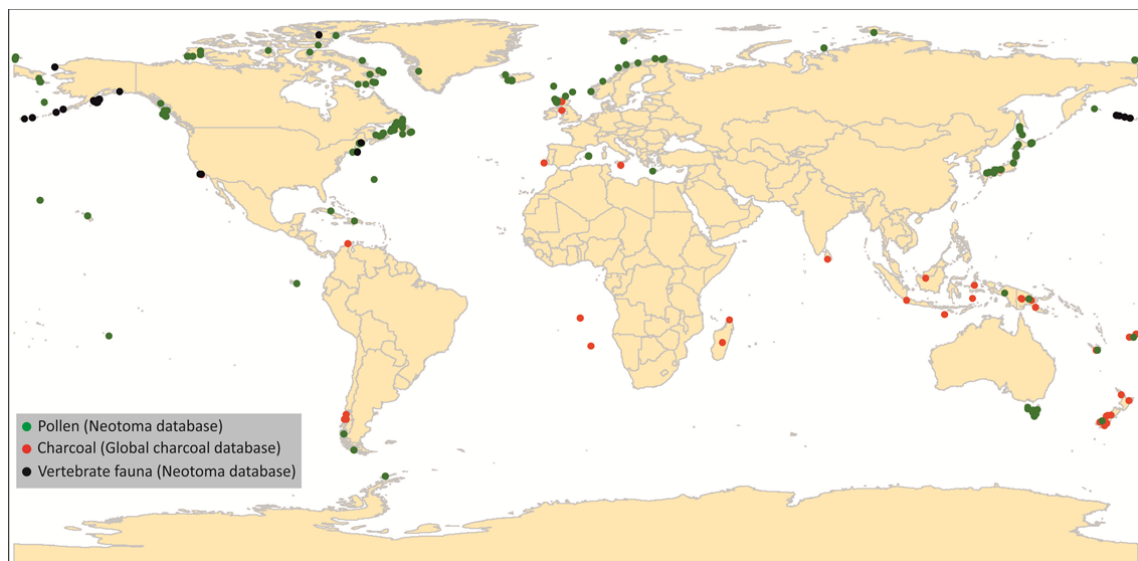 Pollen (Neotoma database)
Charcoal (Global charcoal database)
Vertebrate fauna (Neotoma database)